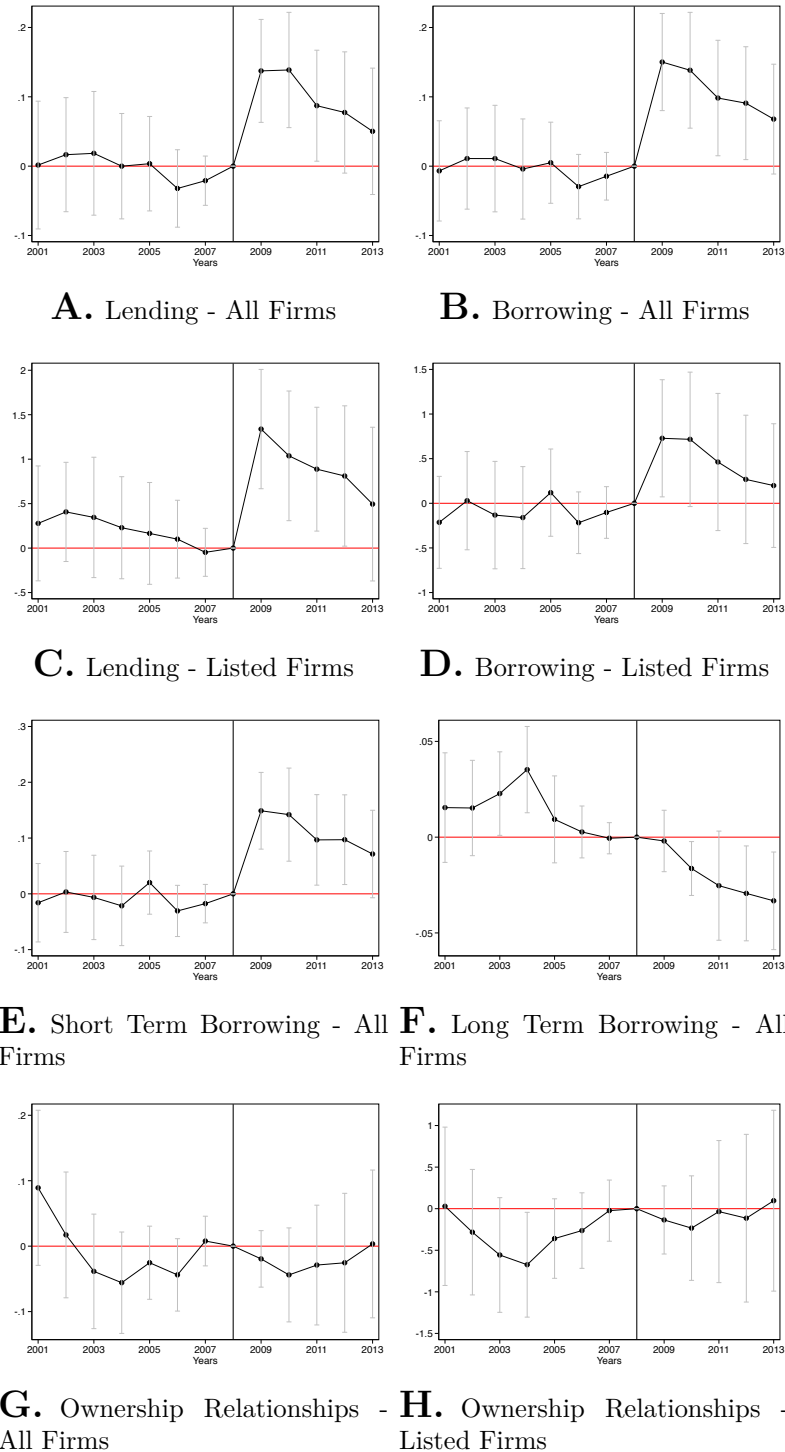 .2
.1
0
-.1
2001 2003 2005 2007 2009 2011 2013
Years
A. Lending - All Firms
.2
.1
0
-.1
2001 2003 2005 2007 2009 2011 2013
Years
B. Borrowing - All Firms
2
1.5
1
.5
0
-.5
2001 2003 2005 2007 2009 2011 2013
Years
C. Lending - Listed Firms
1.5
1
.5
0
-.5
-1
2001 2003 2005 2007 2009 2011 2013
Years
D. Borrowing - Listed Firms
.3
.2
.1
0
-.1
2001 2003 2005 2007 2009 2011 2013
Years
E. Short Term Borrowing - All
Firms
.05
0
-.05
2001 2003 2005 2007 2009 2011 2013
Years
F. Long Term Borrowing - All
Firms
.2
.1
0
-.1
2001 2003 2005 2007 2009 2011 2013
Years
G. Ownership Relationships -
All Firms
1
.5
0
-.5
-1
-1.5
2001 2003 2005 2007 2009 2011 2013
Years
H. Ownership Relationships -
Listed Firms